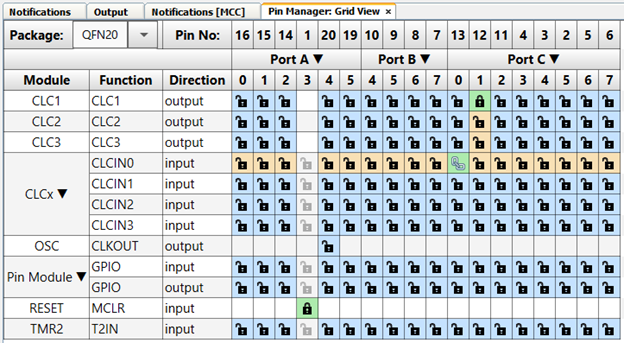 Notifications Output Notifications [MCC] Pin Manager: Grid View ×
Package: QFN20 Pin No: 16 15 14 1 20 19 10 9 8 7 13 12 11 4 3 5 6
Port A ▼ Port B ▼ Port C ▼
Module Function Direction 0 1 2 3 4 5 4 5 6 7 0 1 2 3 4 5 6 7
CLC1 CLC1 output
CLC2 CLC2 output
CLC3 CLC3 output
CLCx ▼ CLCIN0 input
CLCIN1 input
CLCIN2 input
CLCIN3 input
OSC CLKOUT output
Pin Module ▼ GPIO input
GPIO output
RESET MCLR input
TMR2 T2IN input